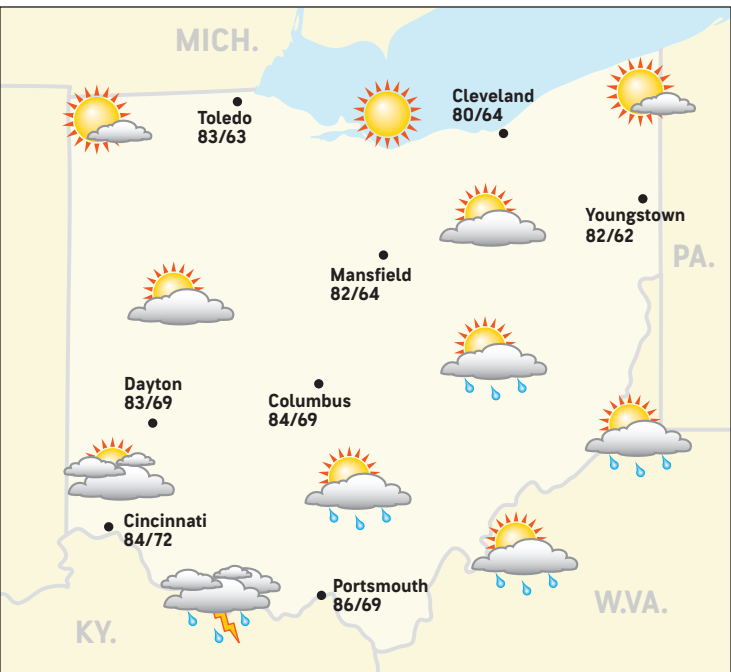 MICH.
Cleveland
80/64
Toledo
83/63
Youngstown
82/62
PA.
Mansfield
82/64
Dayton
83/69
Columbus
84/69
Cincinnati
84/72
Portsmouth
86/69
W.VA.
KY.